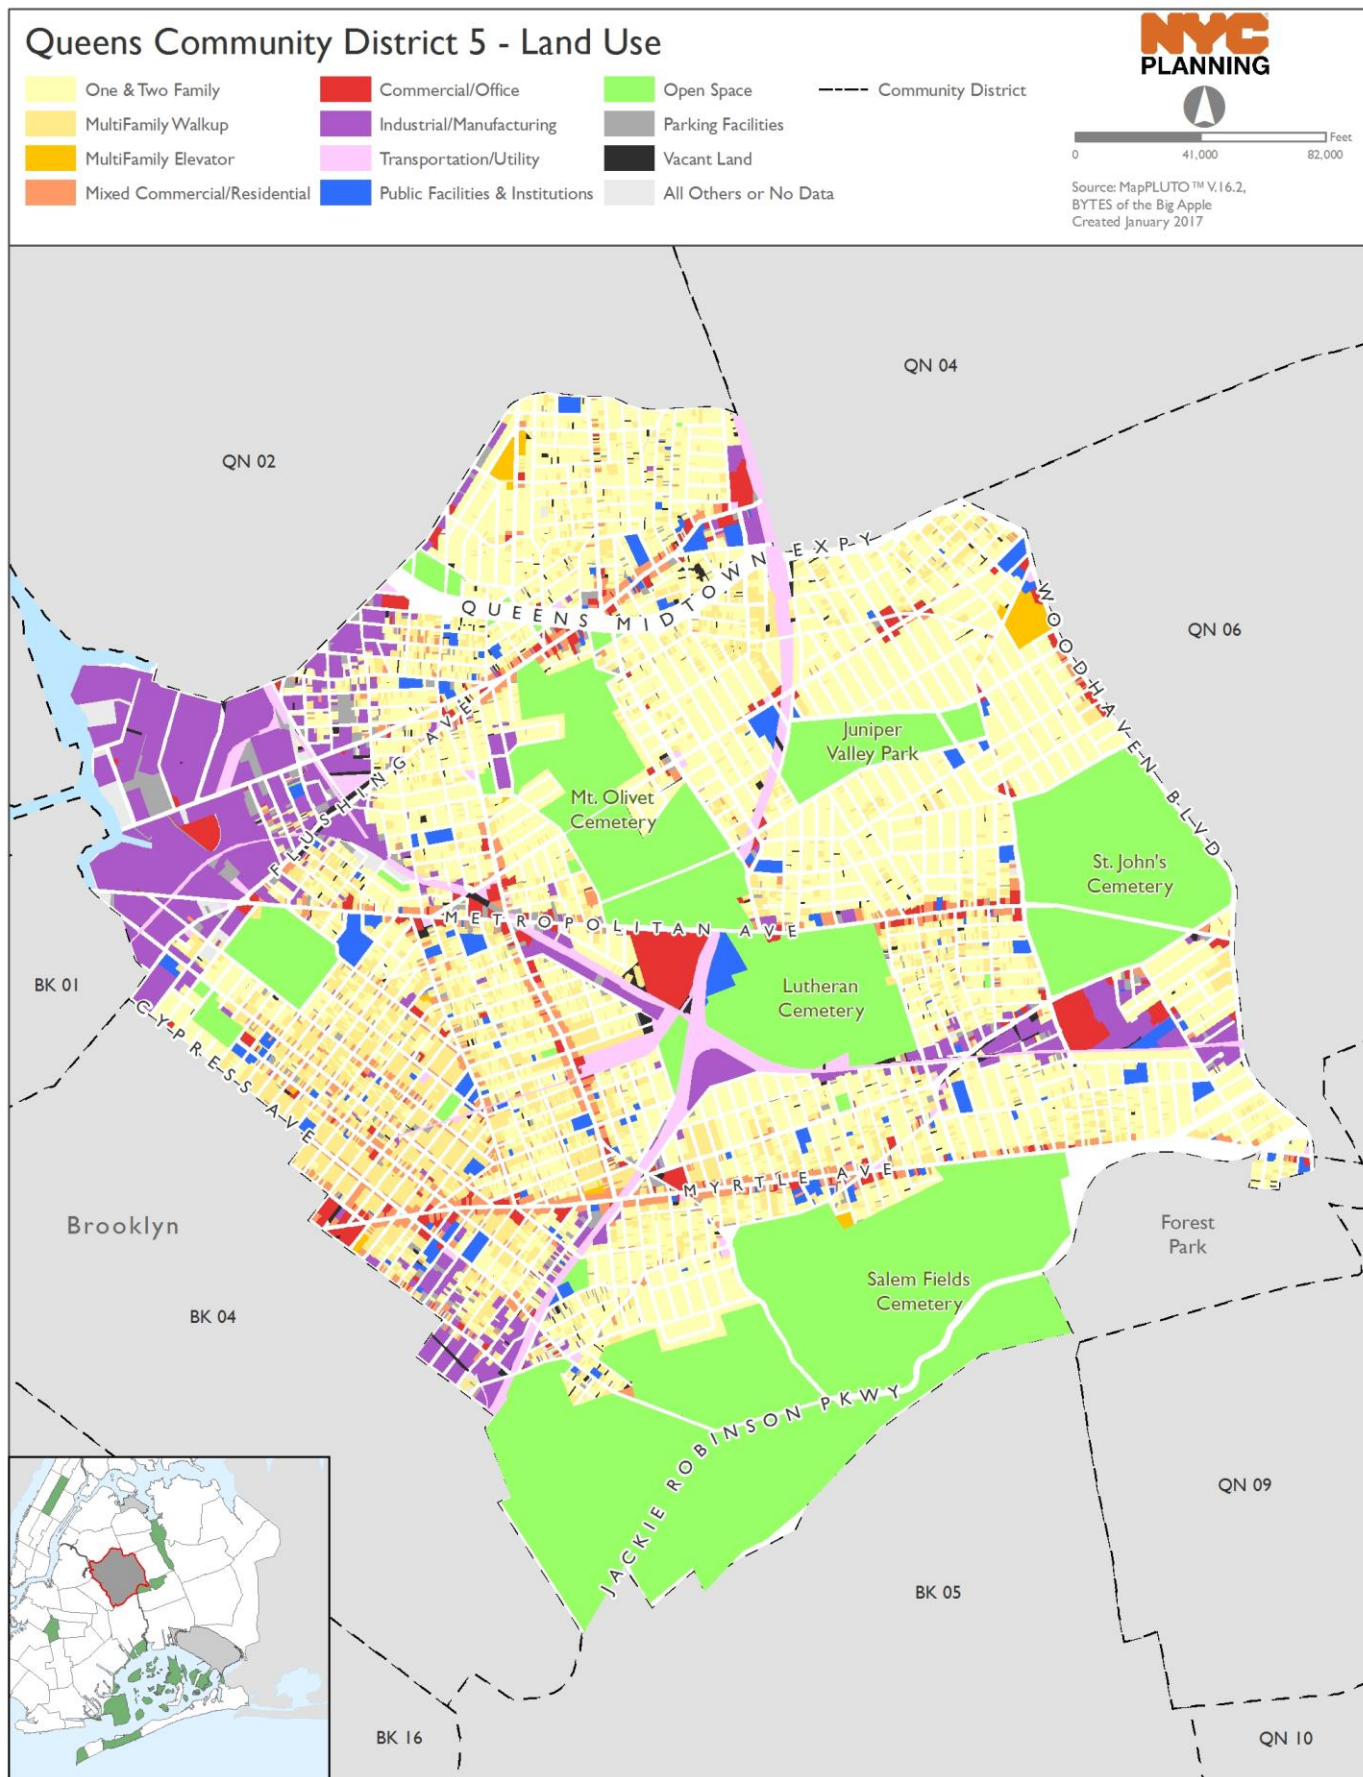 Queens Community District 5 - Land Use
One & Two Family
MultiFamily Walkup
MultiFamily Elevator
Mixed Commercial/Residential
Commercial/Office
Industrial/Manufacturing
Transportation/Utility
Public Facilities & Institutions
Open Space
Parking Facilities
Vacant Land
All Others or No Data
Community District
NYC
PLANNING
Feet
0 41,000 82,000
Source: MapPLUTO™ V.16.2,
BYTES of the Big Apple
Created January 2017
QN 04
QN 02
QUEENS MIDTOWN EXPY
QN 06
WOODHAVEN BLVD
FLUSHING AVE
Juniper
Valley Park
Mt. Olivet
Cemetery
St. John's
Cemetery
METROPOLITAN AVE
BK 01
Lutheran
Cemetery
CYPRESS AVE
MYRTLE AVE
Brooklyn
Forest
Park
Salem Fields
Cemetery
BK 04
JACKIE ROBINSON PKWY
QN 09
BK 05
BK 16
QN 10